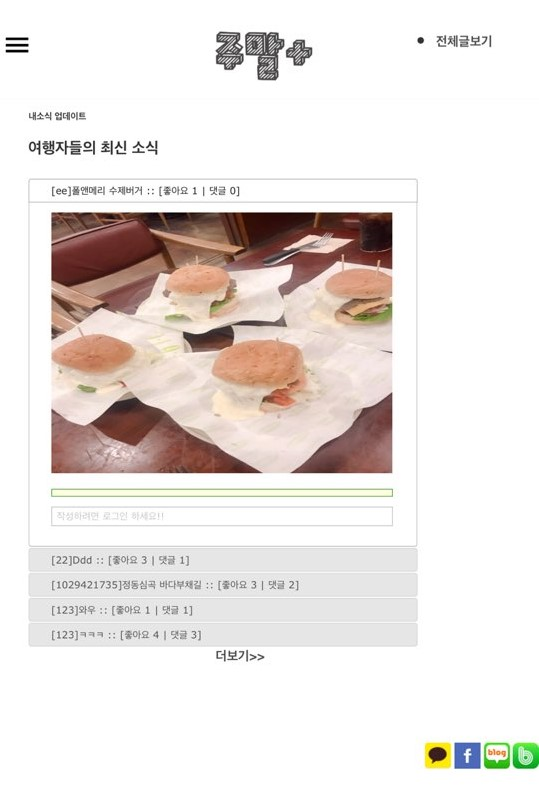 주말+
전체글보기
내소식 업데이트
여행자들의 최신 소식
[ee]폴앤메리 수제버거 :: [좋아요 1 | 댓글 0]
작성하려면 로그인 하세요!!
[22]Ddd :: [좋아요 3 | 댓글 1]
[1029421735]정동심곡 바다부채길 :: [좋아요 3 | 댓글 2]
[123]와우 :: [좋아요 1 | 댓글 1]
[123]ㅋㅋㅋ :: [좋아요 4 | 댓글 3]
더보기>>
f blog b